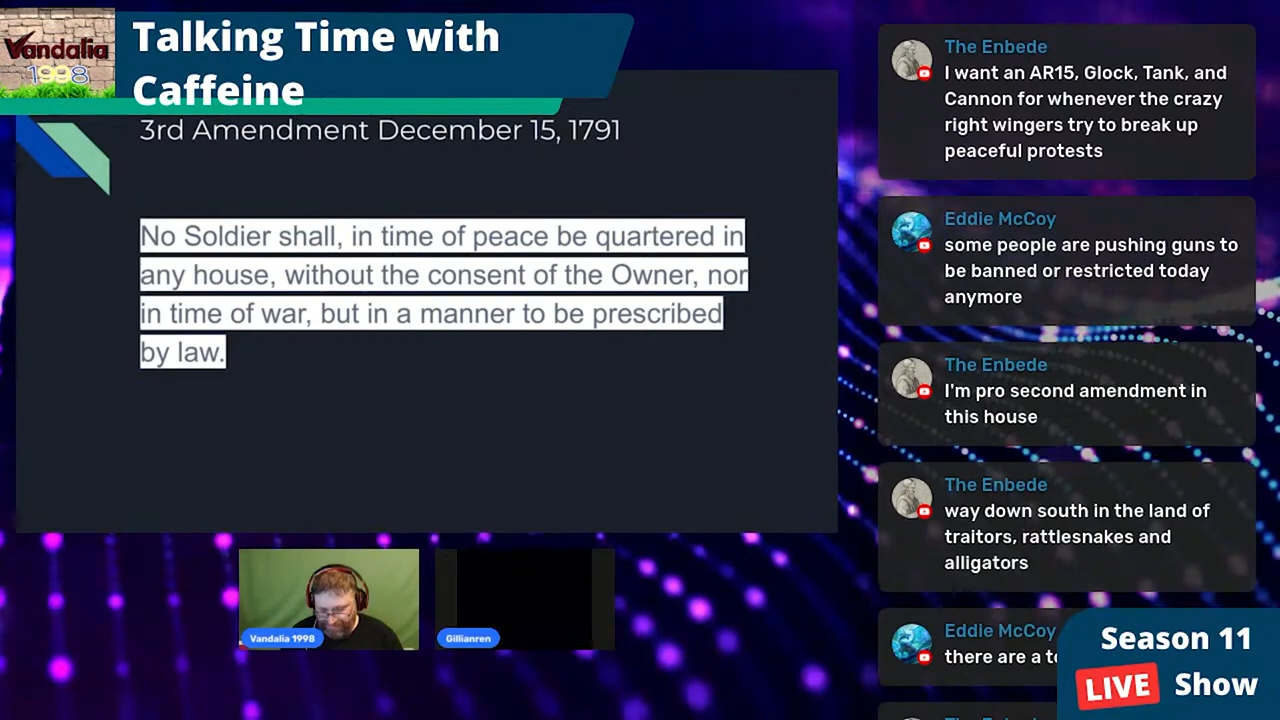 Vandalia
1998
Talking Time with
Caffeine
3rd Amendment December 15, 1791
No Soldier shall, in time of peace be quartered in
any house, without the consent of the Owner, nor
in time of war, but in a manner to be prescribed
by law.
Vandalia 1998
Gillianren
The Enbede
I want an AR15, Glock, Tank, and
Cannon for whenever the crazy
right wingers try to break up
peaceful protests
Eddie McCoy
some people are pushing guns to
be banned or restricted today
anymore
The Enbede
I'm pro second amendment in
this house
The Enbede
way down south in the land of
traitors, rattlesnakes and
alligators
Eddie McCoy
there are a
Season 11
LIVE Show